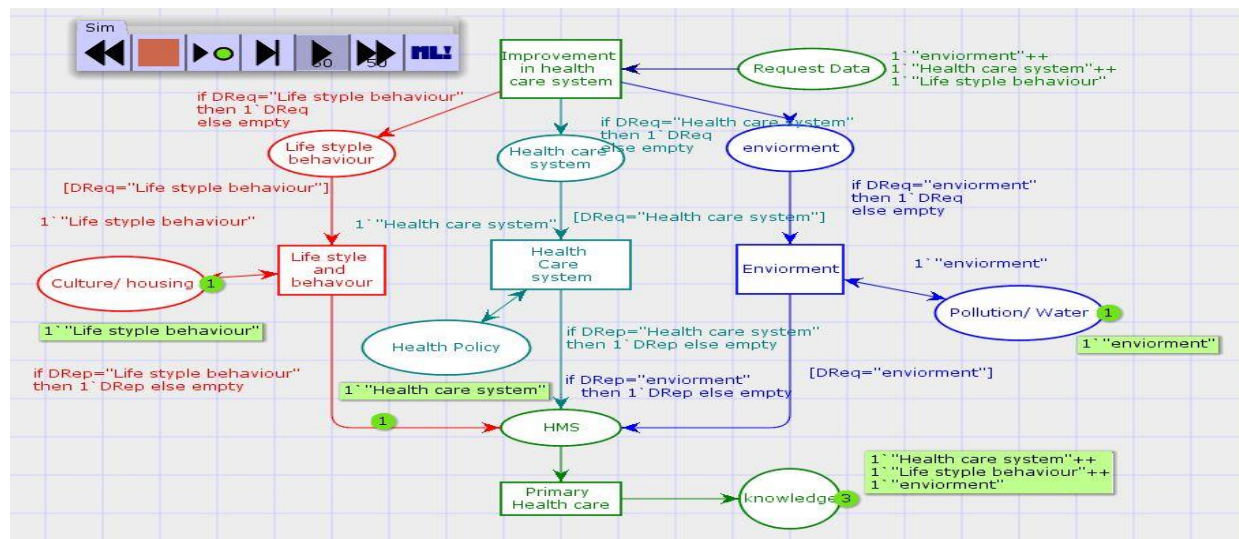 Sim
50
50
ML!
Improvement
in health
care system
Request Data
1`"enviorment"++
1`"Health care system"++
1`"Life styple behaviour"
if DReq="Life styple behaviour"
then 1`DReq
else empty
if DReq="Health care system"
then 1`DReq
else empty
Life styple
behaviour
Health care
system
enviorment
[DReq="Life styple behaviour"]
if DReq="enviorment"
then 1`DReq
else empty
1`"Life styple behaviour"
1`"Health care system"
[DReq="Health care system"]
Culture/ housing
1
Life style
and
behavour
Health
Care
system
Enviorment
1`"enviorment"
Pollution/ Water
1
1`"Life styple behaviour"
Health Policy
if DRep="Health care system"
then 1`DRep else empty
1`"enviorment"
if DRep="Life styple behaviour"
then 1`DRep else empty
1`"Health care system"
if DRep="enviorment"
then 1`DRep else empty
[DReq="enviorment"]
1
HMS
1`"Health care system"++
1`"Life styple behaviour"++
1`"enviorment"
Primary
Health care
knowledge
3